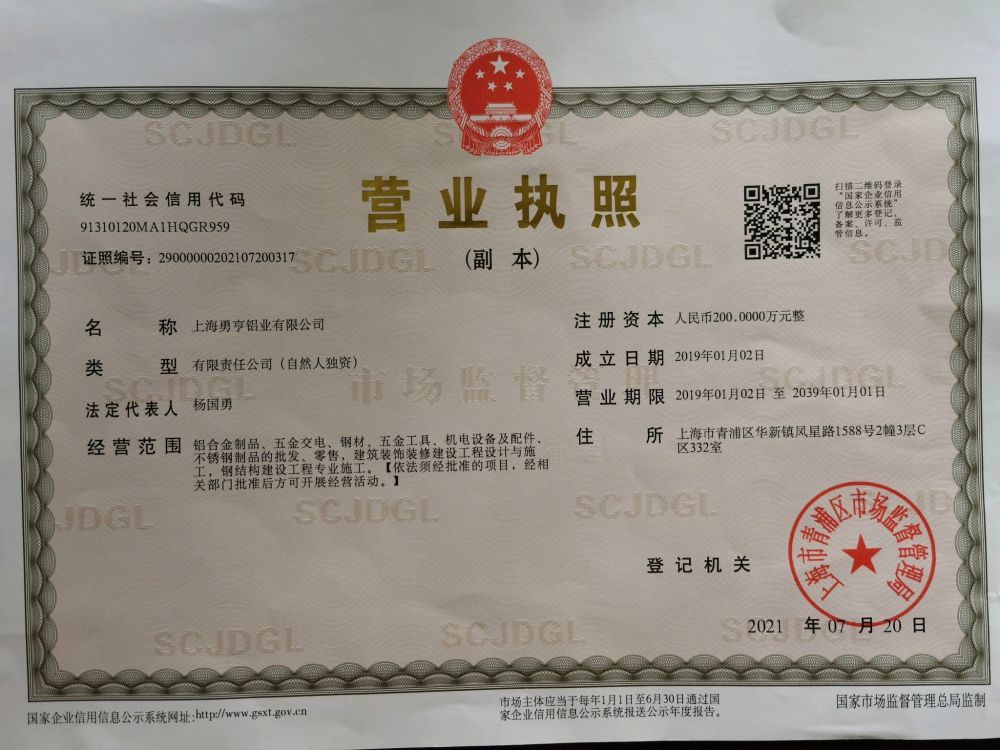 营业执照
(副 本)
统一社会信用代码
91310120MA1HQGR959
证照编号：29000000202107200317
扫描二维码登录
“国家企业信用
信息公示系统”
了解更多登记、
备案、许可、监
管信息。
名 称 上海勇亨铝业有限公司
类 型 有限责任公司（自然人独资）
法定代表人 杨国勇
经营范围 铝合金制品、五金交电、钢材、五金工具、机电设备及配件、
不锈钢制品的批发、零售，建筑装饰装修建设工程设计与施
工，钢结构建设工程专业施工。【依法须经批准的项目，经相
关部门批准后方可开展经营活动。】
注册资本 人民币200.0000万元整
成立日期 2019年01月02日
营业期限 2019年01月02日 至 2039年01月01日
住 所 上海市青浦区华新镇凤星路1588号2幢3层C
区332室
登记机关
上海市青浦区市场监督管理局
2021 年 07 月 20 日
SCJDGL
市场监督管理
国家企业信用信息公示系统网址:http://www.gsxt.gov.cn
市场主体应当于每年1月1日至6月30日通过国
家企业信用信息公示系统报送公示年度报告。
国家市场监督管理总局监制